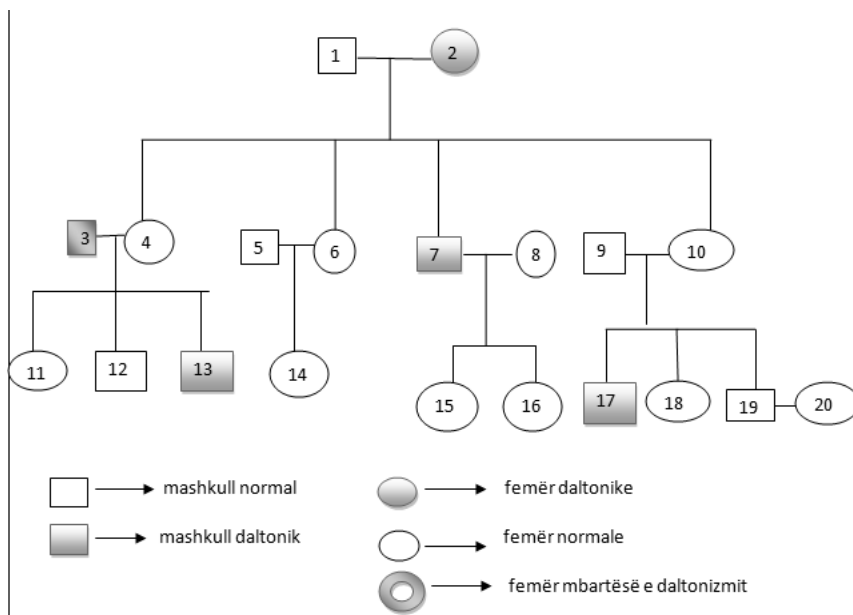 1 2
3 4 5 6 7 8 9 10
11 12 13 14 15 16 17 18 19 20
mashkull normal
femër daltonike
mashkull daltonik
femër normale
femër mbartëse e daltonizmit